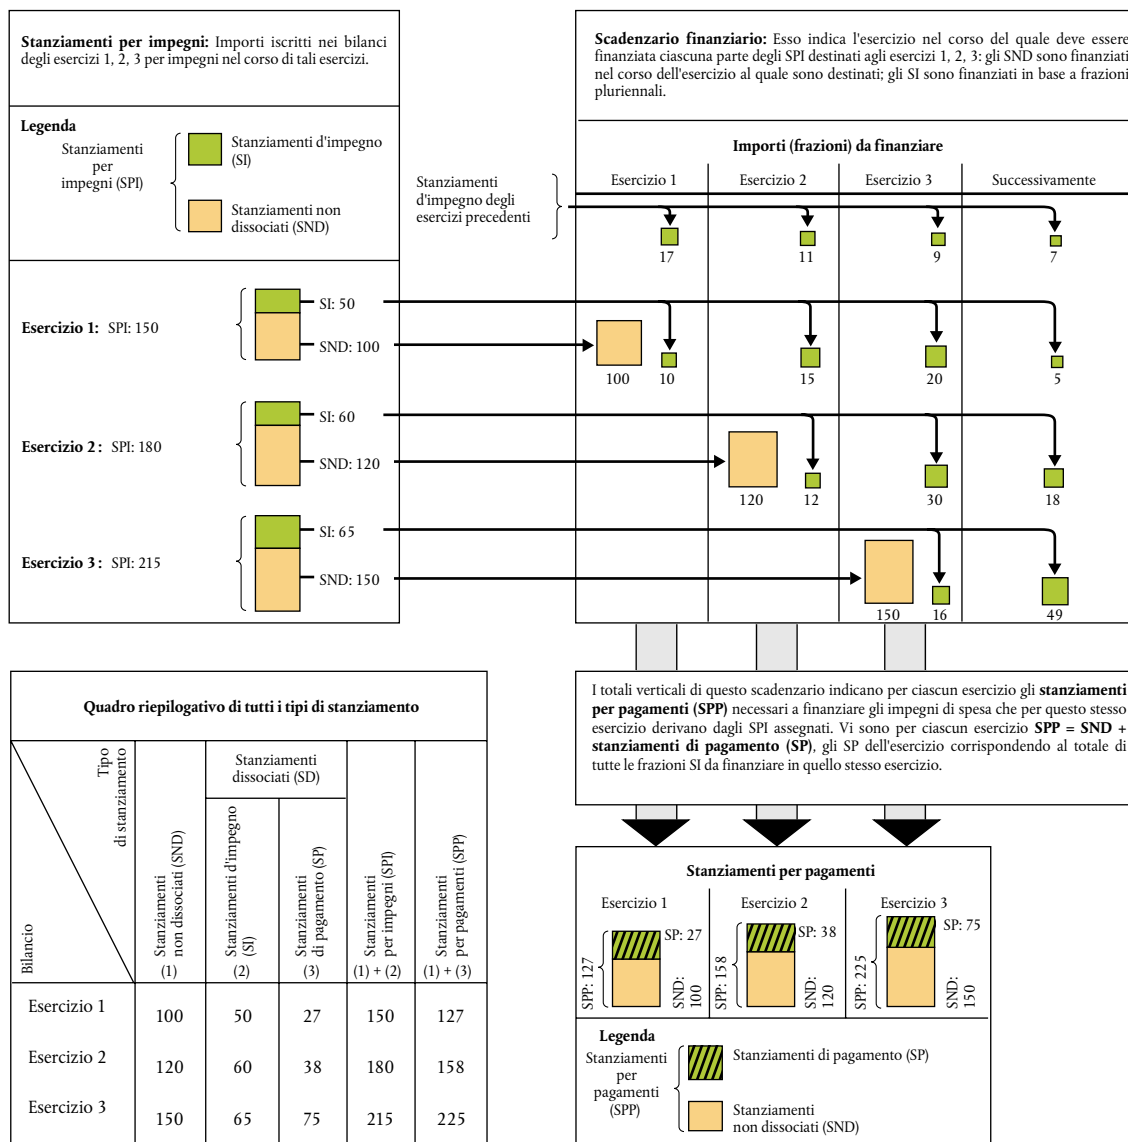 Stanziamenti per impegni: Importi iscritti nei bilanci
degli esercizi 1, 2, 3 per impegni nel corso di tali esercizi.
Legenda
Stanziamenti
per
impegni (SPI)
Stanziamenti d'impegno
(SI)
Stanziamenti non
dissociati (SND)
Esercizio 1: SPI: 150
SI: 50
SND: 100
Esercizio 2: SPI: 180
SI: 60
SND: 120
Esercizio 3: SPI: 215
SI: 65
SND: 150
Scadenzario finanziario: Esso indica l'esercizio nel corso del quale deve essere
finanziata ciascuna parte degli SPI destinati agli esercizi 1, 2, 3: gli SND sono finanziati
nel corso dell'esercizio al quale sono destinati; gli SI sono finanziati in base a frazioni
pluriennali.
Importi (frazioni) da finanziare
Esercizio 1 Esercizio 2 Esercizio 3 Successivamente
Stanziamenti
d'impegno degli
esercizi precedenti
17 11 9 7
100 10 15 20 5
120 12 30 18
150 16 49
I totali verticali di questo scadenzario indicano per ciascun esercizio gli stanziamenti
per pagamenti (SPP) necessari a finanziare gli impegni di spesa che per questo stesso
esercizio derivano dagli SPI assegnati. Vi sono per ciascun esercizio SPP = SND +
stanziamenti di pagamento (SP), gli SP dell'esercizio corrispondendo al totale di
tutte le frazioni SI da finanziare in quello stesso esercizio.
Quadro riepilogativo di tutti i tipi di stanziamento
Tipo
di stanziamento
Bilancio
Stanziamenti
non dissociati (SND)
(1)
Stanziamenti
dissociati (SD)
Stanziamenti d'impegno
(SI)
(2)
Stanziamenti
di pagamento (SP)
(3)
Stanziamenti
per impegni (SPI)
(1) + (2)
Stanziamenti
per pagamenti (SPP)
(1) + (3)
Esercizio 1 100 50 27 150 127
Esercizio 2 120 60 38 180 158
Esercizio 3 150 65 75 215 225
Stanziamenti per pagamenti
Esercizio 1
SPP: 127
SP: 27
SND:
100
Esercizio 2
SPP: 158
SP: 38
SND:
120
Esercizio 3
SPP: 225
SP: 75
SND:
150
Legenda
Stanziamenti
per
pagamenti
(SPP)
Stanziamenti di pagamento (SP)
Stanziamenti
non dissociati (SND)